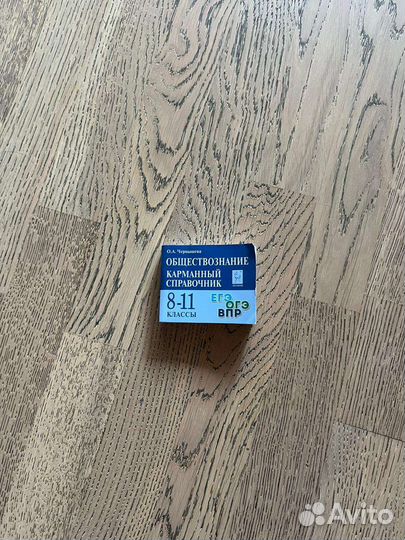 О.А. Чернышева
ОБЩЕСТВОЗНАНИЕ
КАРМАННЫЙ
СПРАВОЧНИК
8-11
КЛАССЫ
ЕГЭ
ОГЭ
ВПР
Avito